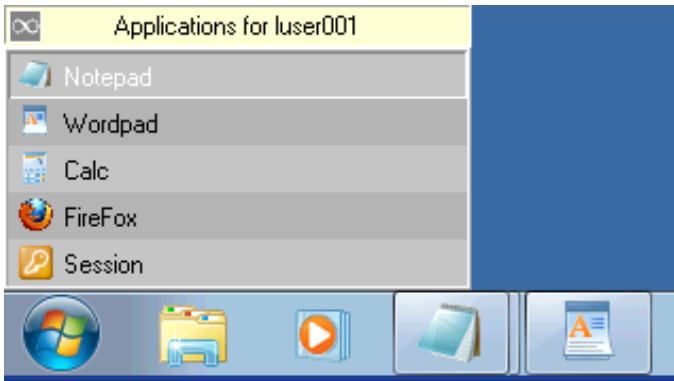 Applications for luser001
Notepad
Wordpad
Calc
FireFox
Session